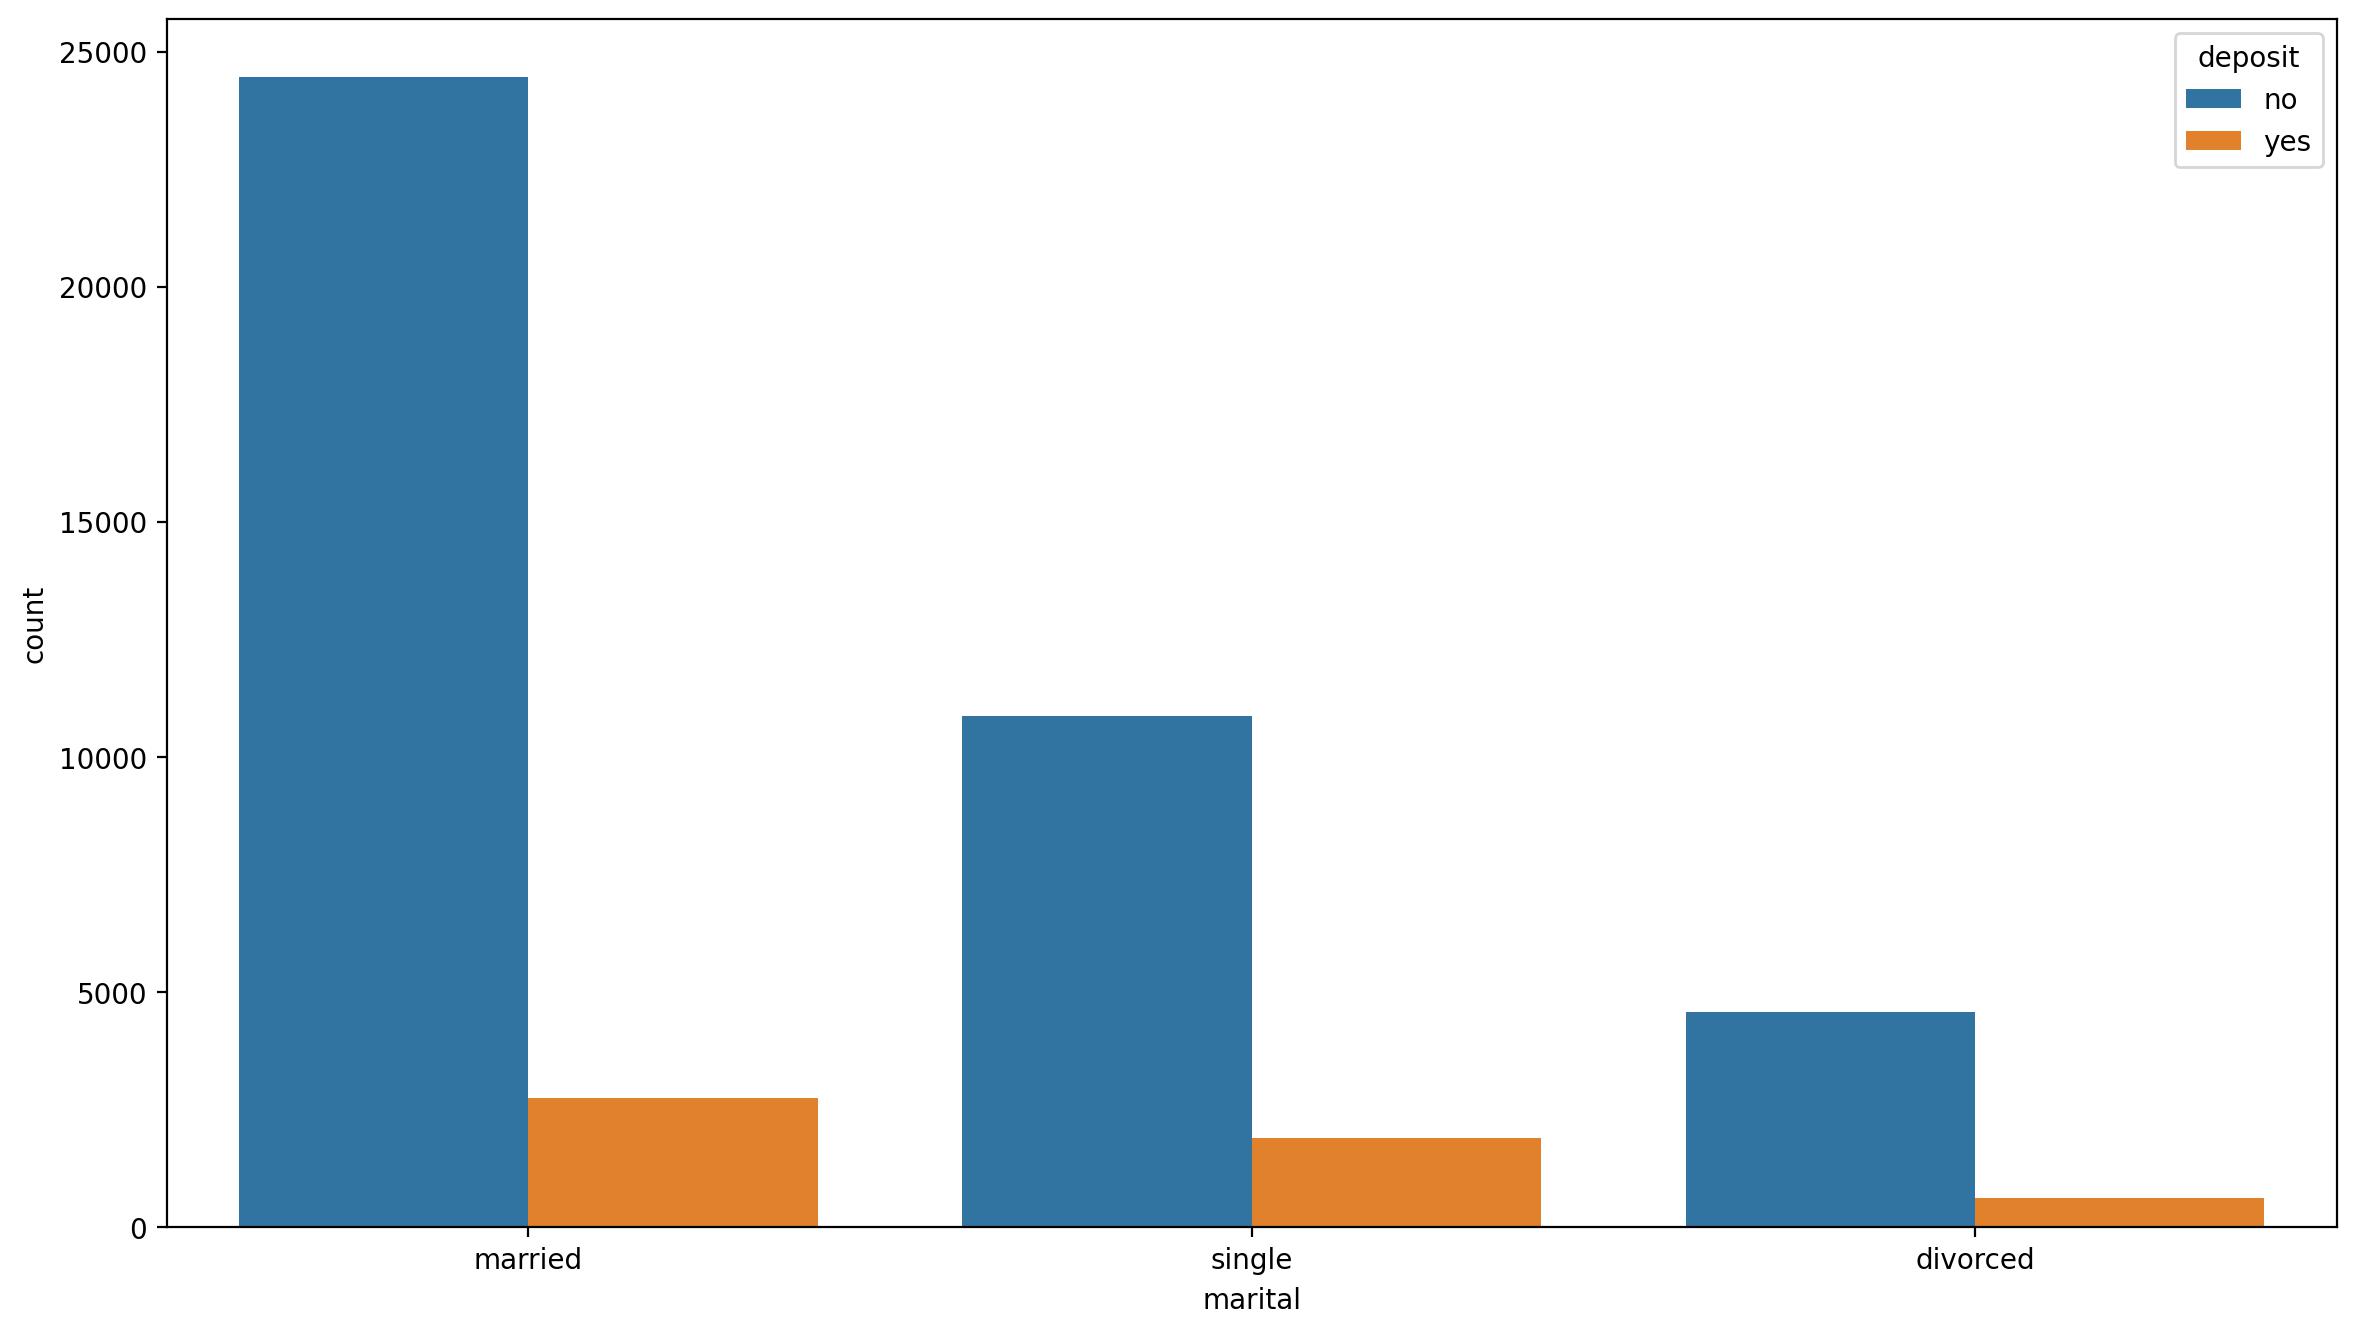 25000
20000
15000
10000
5000
0
count
married
single
divorced
marital
deposit
no
yes